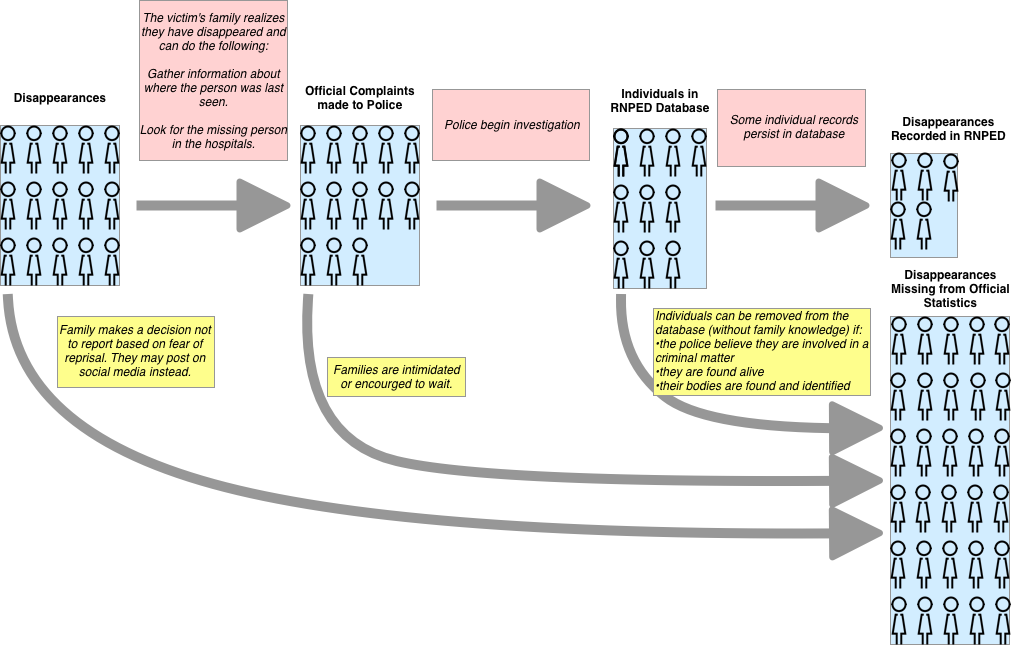 The victim's family realizes
they have disappeared and
can do the following:
Gather information about
where the person was last
seen.
Look for the missing person
in the hospitals.
Disappearances
Official Complaints
made to Police
Police begin investigation
Individuals in
RNPED Database
Some individual records
persist in database
Disappearances
Recorded in RNPED
Disappearances
Missing from Official
Statistics
Family makes a decision not
to report based on fear of
reprisal. They may post on
social media instead.
Families are intimidated
or encourged to wait.
Individuals can be removed from the
database (without family knowledge) if:
•the police believe they are involved in a
criminal matter
•they are found alive
•their bodies are found and identified